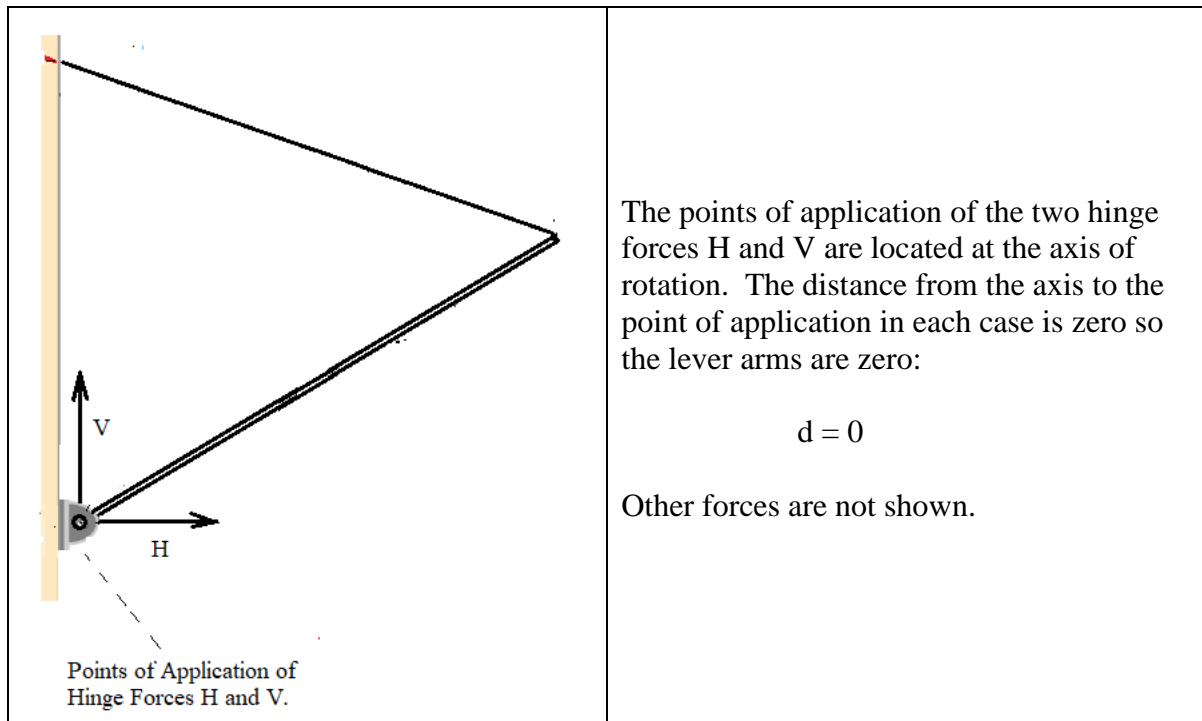 V
H
Points of Application of
Hinge Forces H and V.
The points of application of the two hinge
forces H and V are located at the axis of
rotation.  The distance from the axis to the
point of application in each case is zero so
the lever arms are zero:
d = 0
Other forces are not shown.